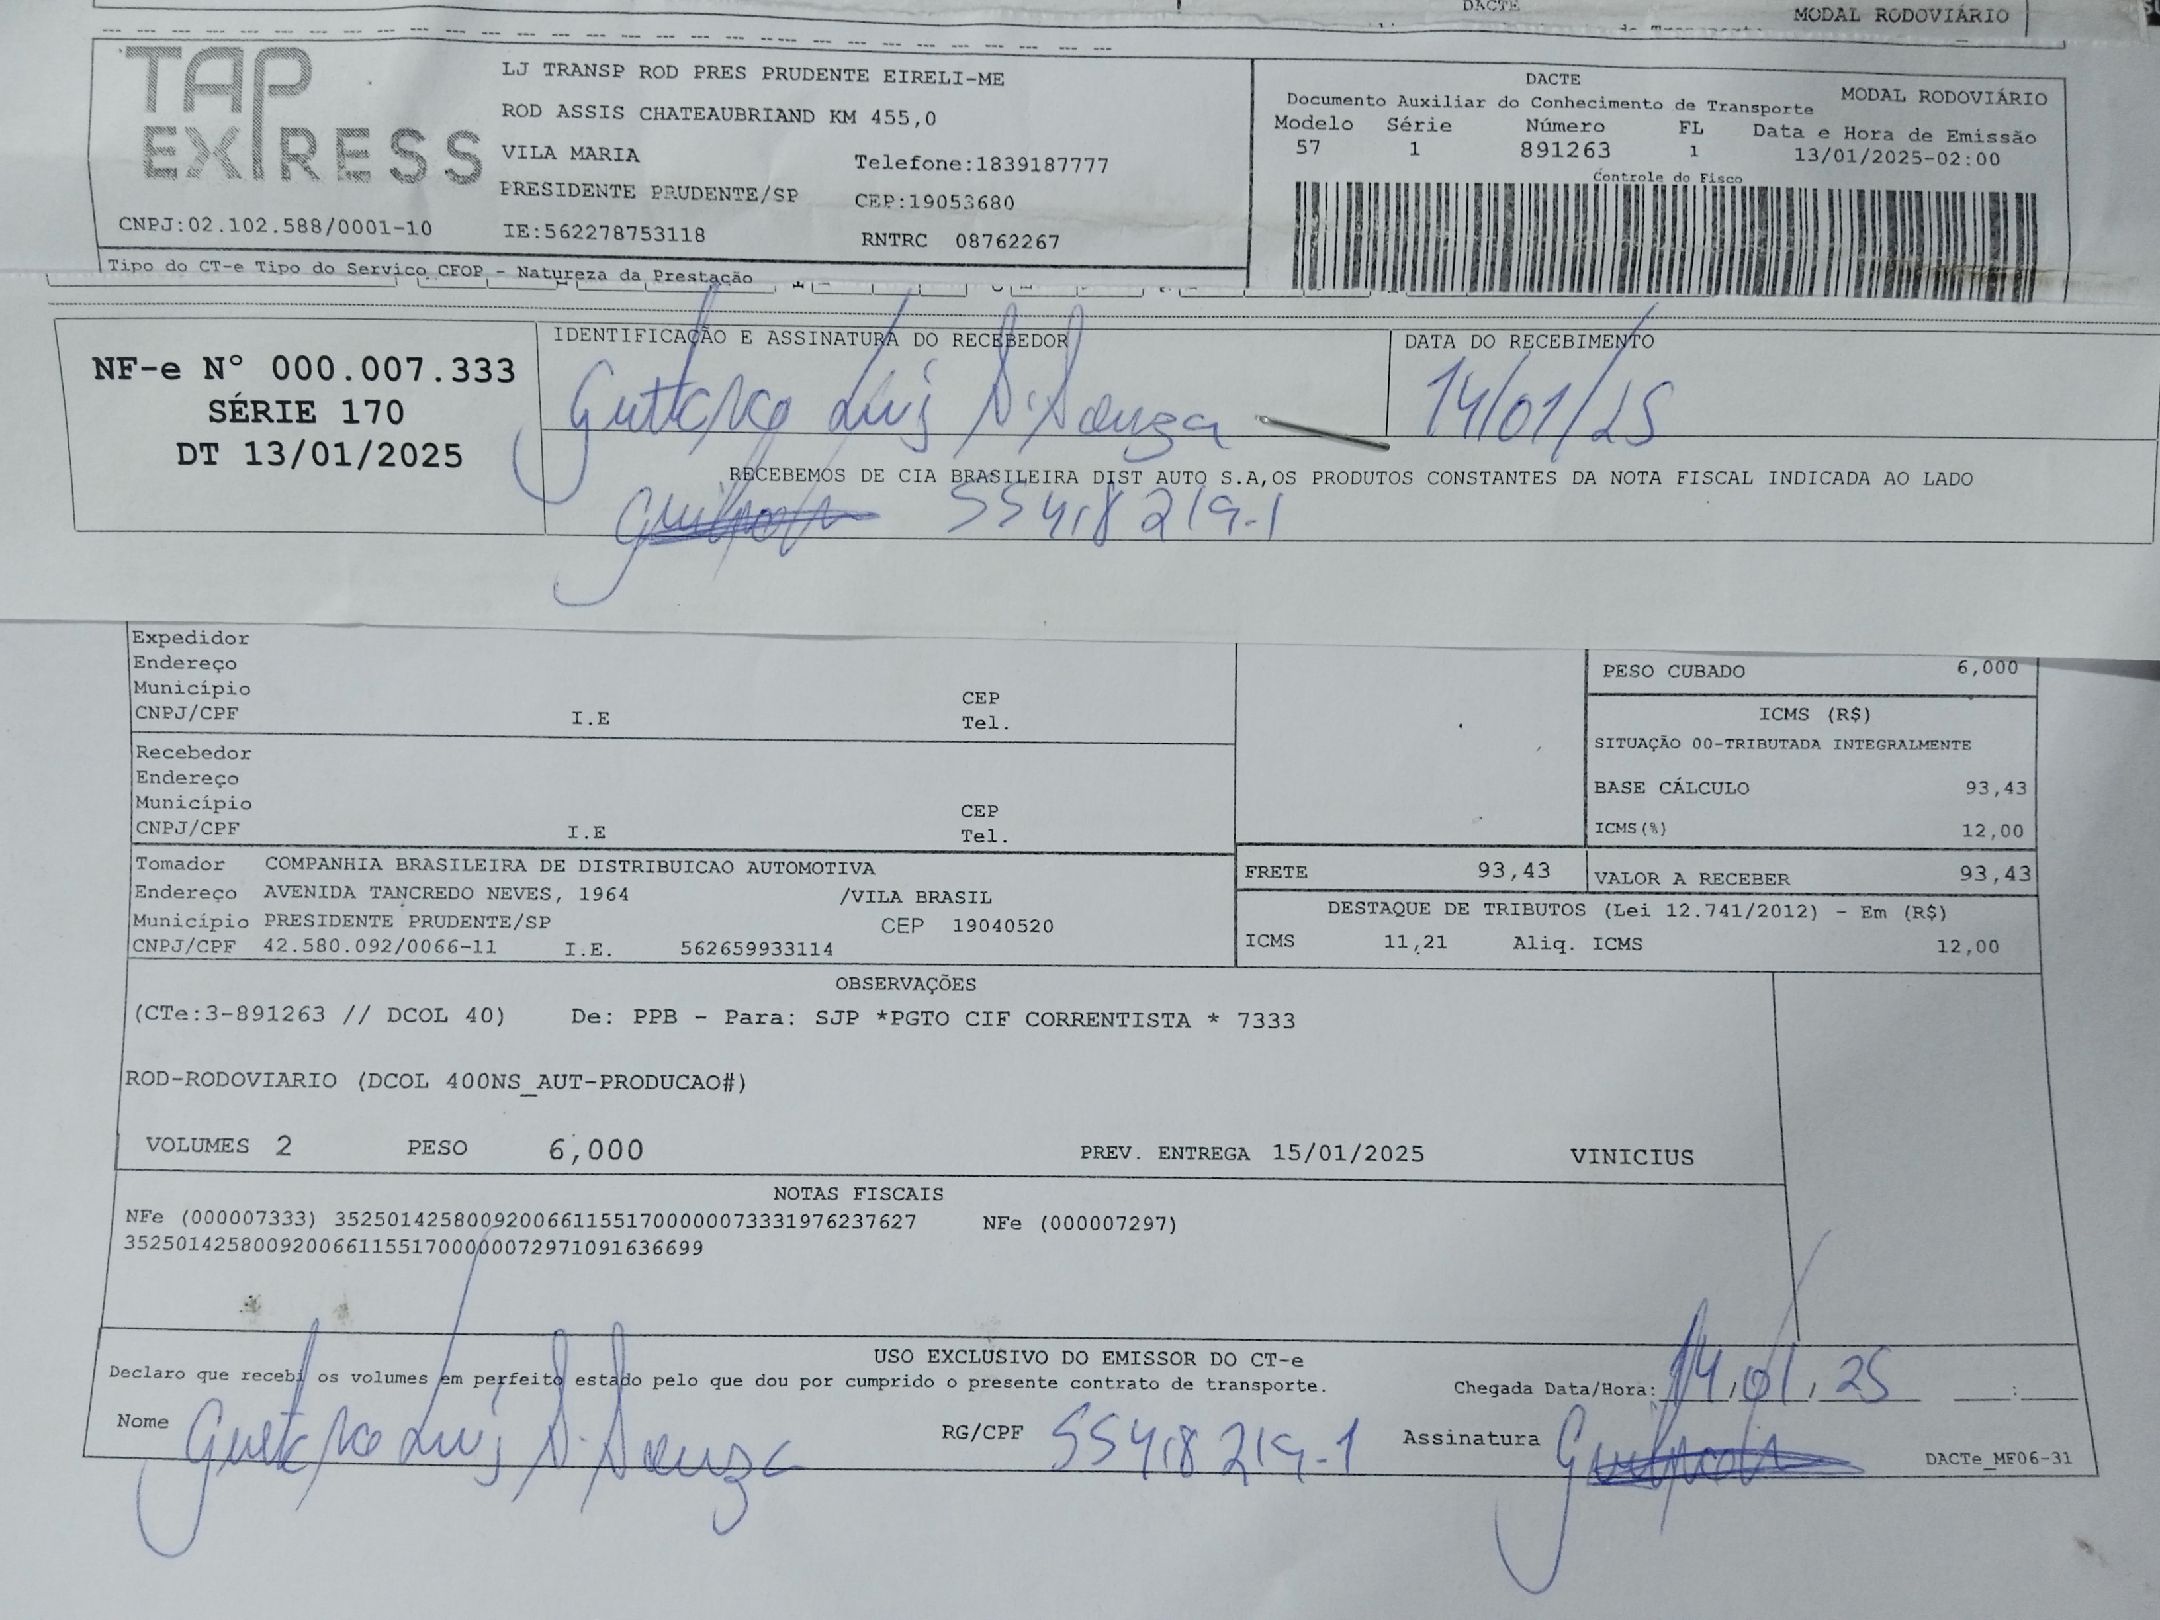 DACTE
MODAL RODOVIÁRIO
TAP EXPRESS
LJ TRANSP ROD PRES PRUDENTE EIRELI-ME
ROD ASSIS CHATEAUBRIAND KM 455,0
VILA MARIA
Telefone:1839187777
PRESIDENTE PRUDENTE/SP
CEP:19053680
CNPJ:02.102.588/0001-10
IE:562278753118
RNTRC 08762267
Tipo do CT-e Tipo do Serviço CFOP - Natureza da Prestação
DACTE
Documento Auxiliar do Conhecimento de Transporte
MODAL RODOVIÁRIO
Modelo Série Número FL Data e Hora de Emissão
57 1 891263 1 13/01/2025-02:00
Controle do Fisco
NF-e N° 000.007.333
SÉRIE 170
DT 13/01/2025
IDENTIFICAÇÃO E ASSINATURA DO RECEBEDOR
Luiz Souza
DATA DO RECEBIMENTO
14/01/25
RECEBEMOS DE CIA BRASILEIRA DIST AUTO S.A,OS PRODUTOS CONSTANTES DA NOTA FISCAL INDICADA AO LADO
Expedidor
Endereço
Município CEP
CNPJ/CPF I.E Tel.
Recebedor
Endereço
Município CEP
CNPJ/CPF I.E Tel.
Tomador COMPANHIA BRASILEIRA DE DISTRIBUICAO AUTOMOTIVA
Endereço AVENIDA TANCREDO NEVES, 1964 /VILA BRASIL
Município PRESIDENTE PRUDENTE/SP CEP 19040520
CNPJ/CPF 42.580.092/0066-11 I.E. 562659933114
PESO CUBADO 6,000
ICMS (R$)
SITUAÇÃO 00-TRIBUTADA INTEGRALMENTE
BASE CÁLCULO 93,43
ICMS(%) 12,00
FRETE 93,43 VALOR A RECEBER 93,43
DESTAQUE DE TRIBUTOS (Lei 12.741/2012) - Em (R$)
ICMS 11,21 Aliq. ICMS 12,00
OBSERVAÇÕES
(CTe:3-891263 // DCOL 40) De: PPB - Para: SJP *PGTO CIF CORRENTISTA * 7333
ROD-RODOVIARIO (DCOL 400NS_AUT-PRODUCAO#)
VOLUMES 2 PESO 6,000 PREV. ENTREGA 15/01/2025 VINICIUS
NOTAS FISCAIS
NFe (000007333) 35250142580092006611551700000073331976237627 NFe (000007297)
35250142580092006611551700000072971091636699
USO EXCLUSIVO DO EMISSOR DO CT-e
Declaro que recebi os volumes em perfeito estado pelo que dou por cumprido o presente contrato de transporte.
Chegada Data/Hora: 14/01/25 :
Nome Luiz Souza RG/CPF Assinatura
DACTe_MF06-31